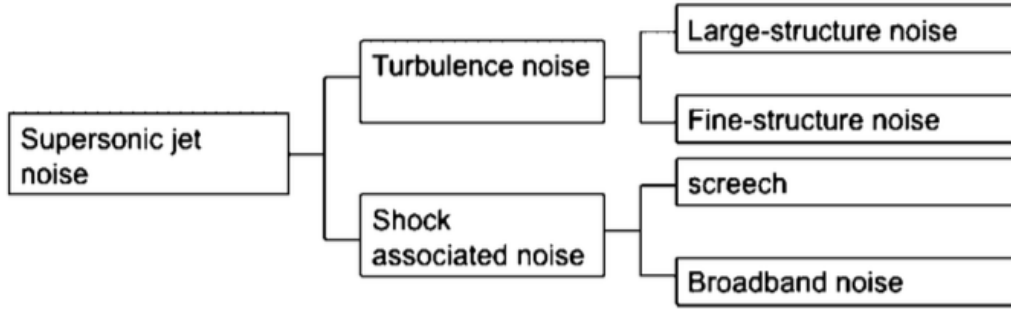 Supersonic jet
noise
Turbulence noise
Shock
associated noise
Large-structure noise
Fine-structure noise
screech
Broadband noise